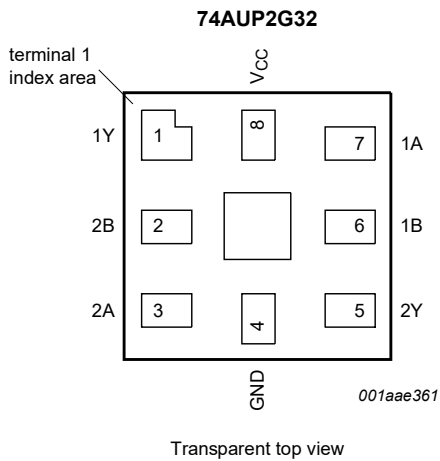 74AUP2G32
terminal 1
index area
VCC
1Y 1 8 7 1A
2B 2 6 1B
2A 3 4 5 2Y
GND
001aae361
Transparent top view